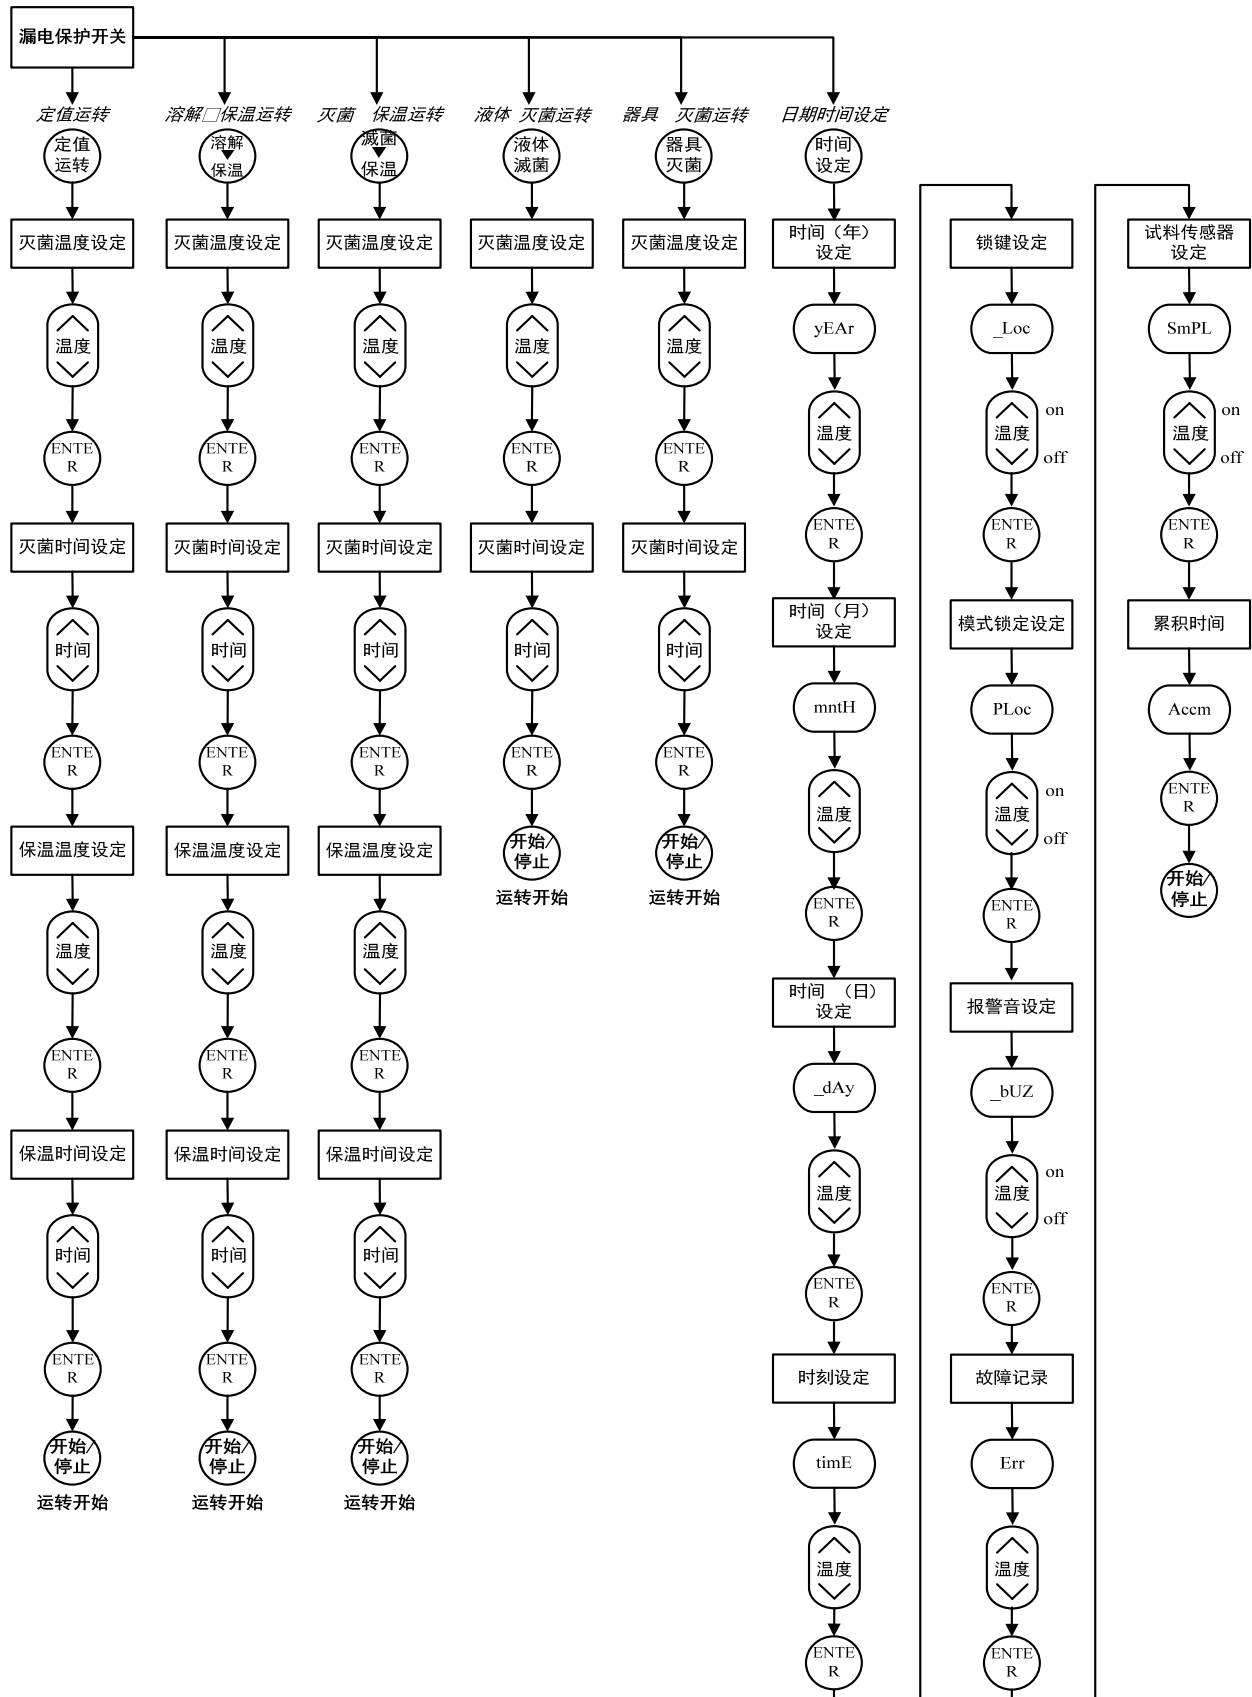 漏电保护开关
定值运转
定值
运转
灭菌温度设定
温度
ENTE
R
灭菌时间设定
时间
ENTE
R
保温温度设定
温度
ENTE
R
保温时间设定
时间
ENTE
R
开始/
停止
运转开始
溶解□保温运转
溶解
保温
灭菌温度设定
温度
ENTE
R
灭菌时间设定
时间
ENTE
R
保温温度设定
温度
ENTE
R
保温时间设定
时间
ENTE
R
开始/
停止
运转开始
灭菌 保温运转
滅菌
保温
灭菌温度设定
温度
ENTE
R
灭菌时间设定
时间
ENTE
R
保温温度设定
温度
ENTE
R
保温时间设定
时间
ENTE
R
开始/
停止
运转开始
液体 灭菌运转
液体
滅菌
灭菌温度设定
温度
ENTE
R
灭菌时间设定
时间
ENTE
R
开始/
停止
运转开始
器具 灭菌运转
器具
灭菌
灭菌温度设定
温度
ENTE
R
灭菌时间设定
时间
ENTE
R
开始/
停止
运转开始
日期时间设定
时间
设定
时间（年）
设定
yEAr
温度
ENTE
R
时间（月）
设定
mntH
温度
ENTE
R
时间 （日）
设定
_dAy
温度
ENTE
R
时刻设定
timE
温度
ENTE
R
锁键设定
_Loc
on
温度
off
ENTE
R
模式锁定设定
PLoc
on
温度
off
ENTE
R
报警音设定
_bUZ
on
温度
off
ENTE
R
故障记录
Err
温度
ENTE
R
试料传感器
设定
SmPL
on
温度
off
ENTE
R
累积时间
Accm
ENTE
R
开始/
停止